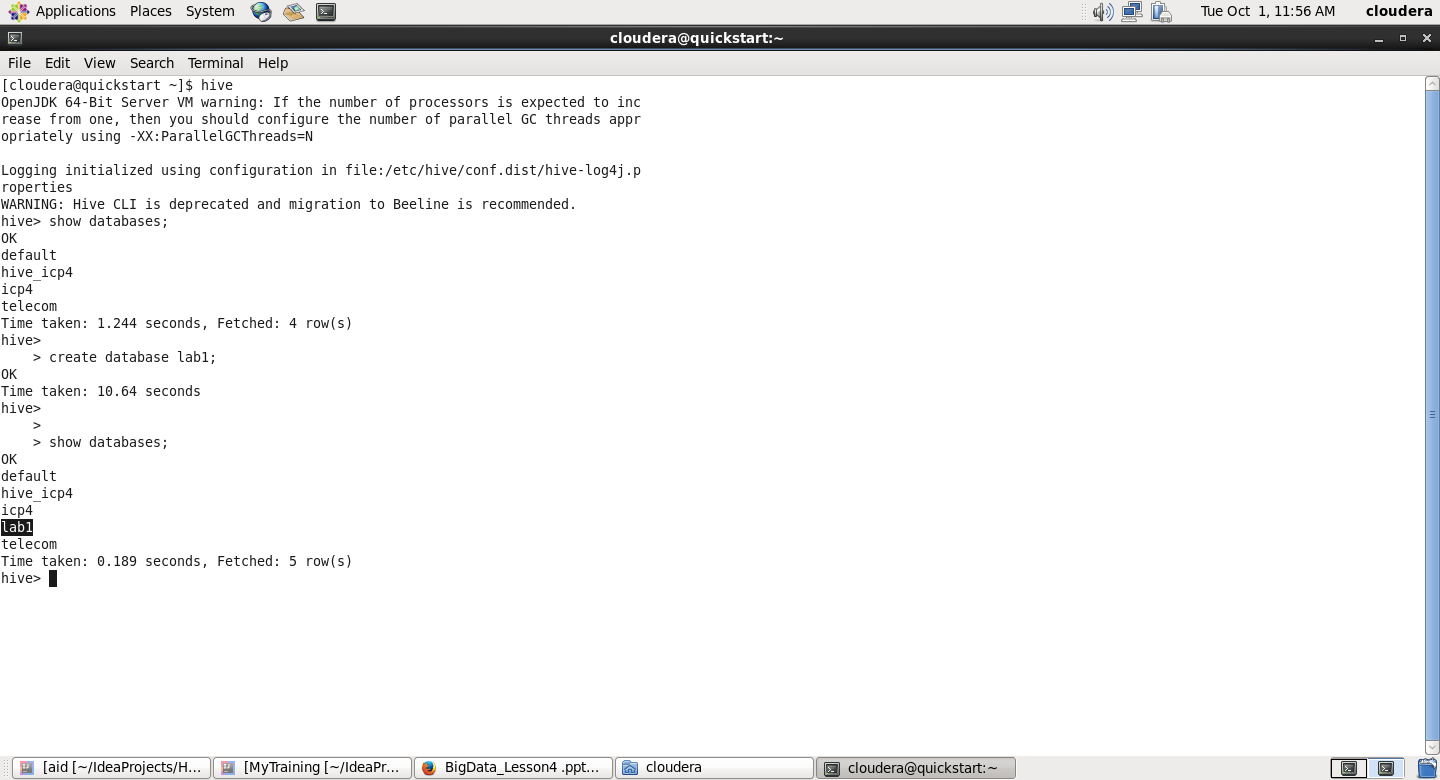 Applications Places System Tue Oct 1, 11:56 AM cloudera
cloudera@quickstart:~
File Edit View Search Terminal Help
[cloudera@quickstart ~]$ hive
OpenJDK 64-Bit Server VM warning: If the number of processors is expected to inc
rease from one, then you should configure the number of parallel GC threads appr
opriately using -XX:ParallelGCThreads=N
Logging initialized using configuration in file:/etc/hive/conf.dist/hive-log4j.p
roperties
WARNING: Hive CLI is deprecated and migration to Beeline is recommended.
hive> show databases;
OK
default
hive_icp4
icp4
telecom
Time taken: 1.244 seconds, Fetched: 4 row(s)
hive>
    > create database lab1;
OK
Time taken: 10.64 seconds
hive>
    >
    > show databases;
OK
default
hive_icp4
icp4
lab1
telecom
Time taken: 0.189 seconds, Fetched: 5 row(s)
hive>
[aid [~/IdeaProjects/H... [MyTraining [~/IdeaPr... BigData_Lesson4 .ppt... cloudera cloudera@quickstart:~